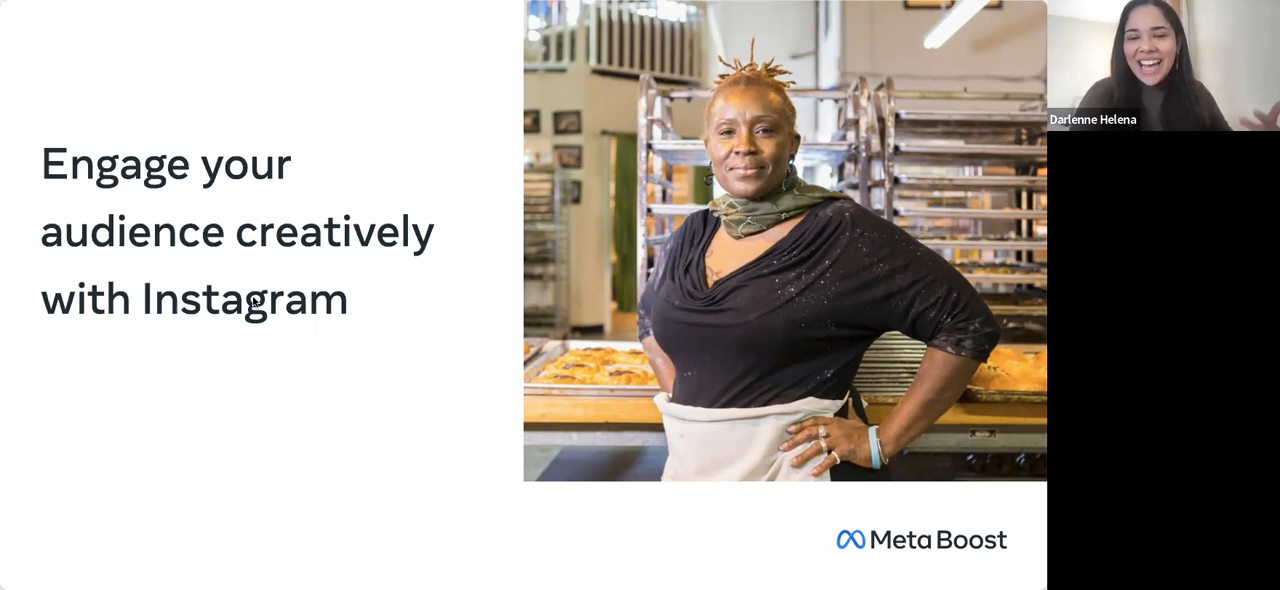 Engage your
audience creatively
with Instagram
Meta Boost
Darlenne Helena